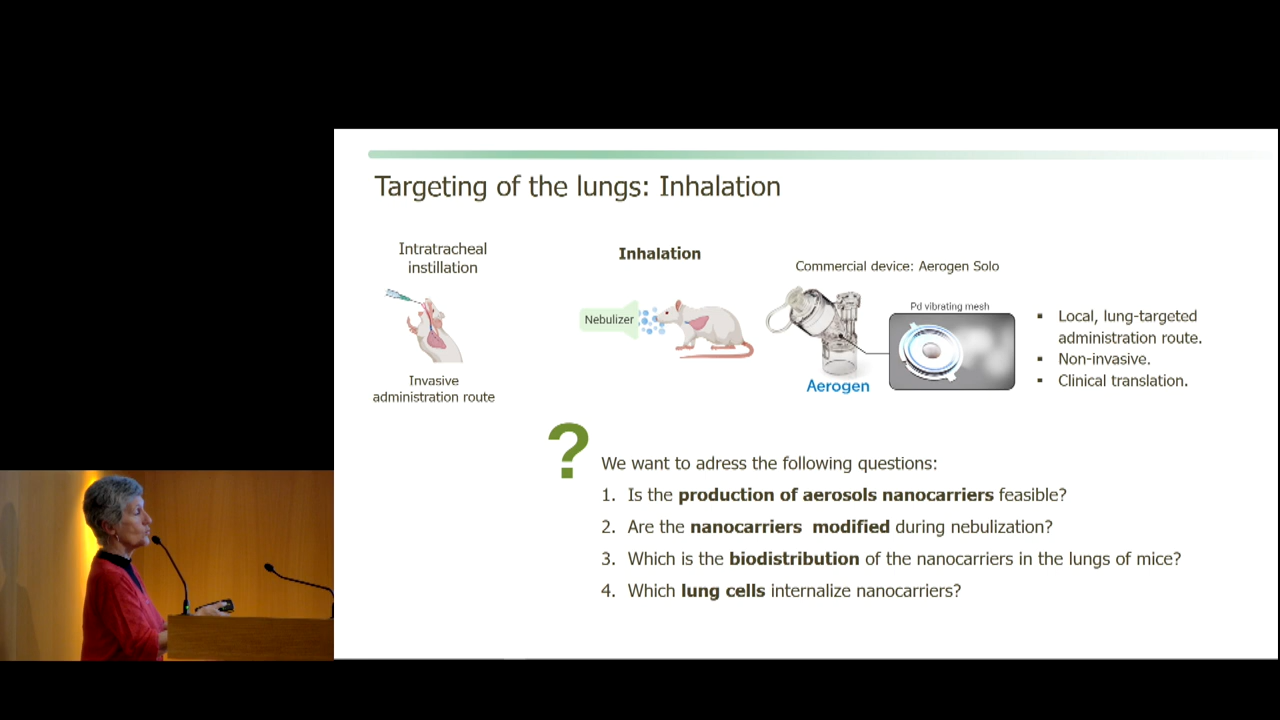 Targeting of the lungs: Inhalation
Intratracheal
instillation
Invasive
administration route
Inhalation
Nebulizer
Commercial device: Aerogen Solo
Pd vibrating mesh
Aerogen
▪ Local, lung-targeted
administration route.
▪ Non-invasive.
▪ Clinical translation.
?
We want to adress the following questions:
1. Is the production of aerosols nanocarriers feasible?
2. Are the nanocarriers modified during nebulization?
3. Which is the biodistribution of the nanocarriers in the lungs of mice?
4. Which lung cells internalize nanocarriers?